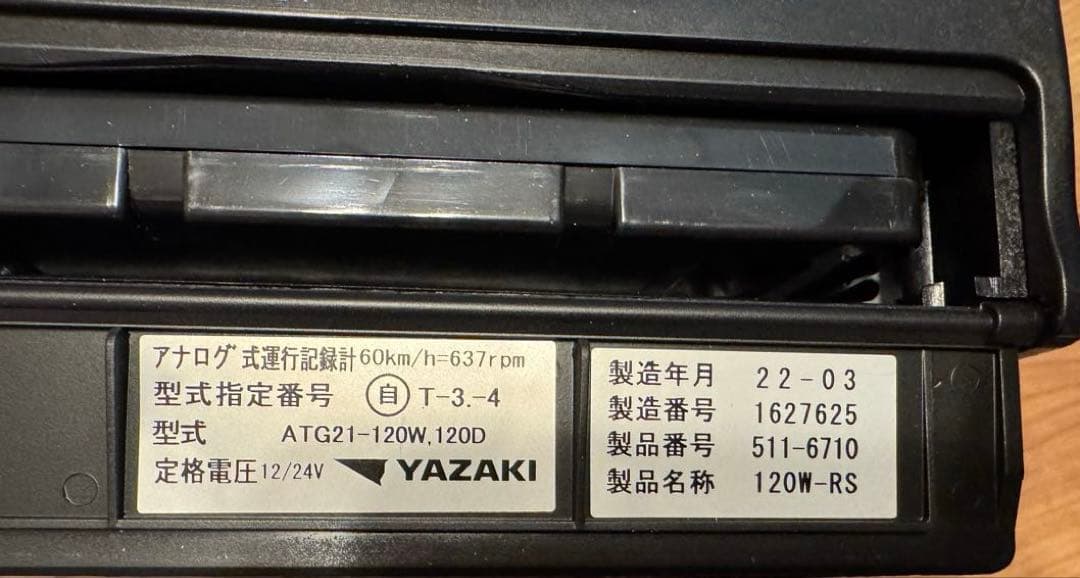 アナログ式運行記録計60km/h=637rpm
型式指定番号 自 T-3.-4
型式 ATG21-120W,120D
定格電圧12/24V YAZAKI
製造年月 22-03
製造番号 1627625
製品番号 511-6710
製品名称 120W-RS